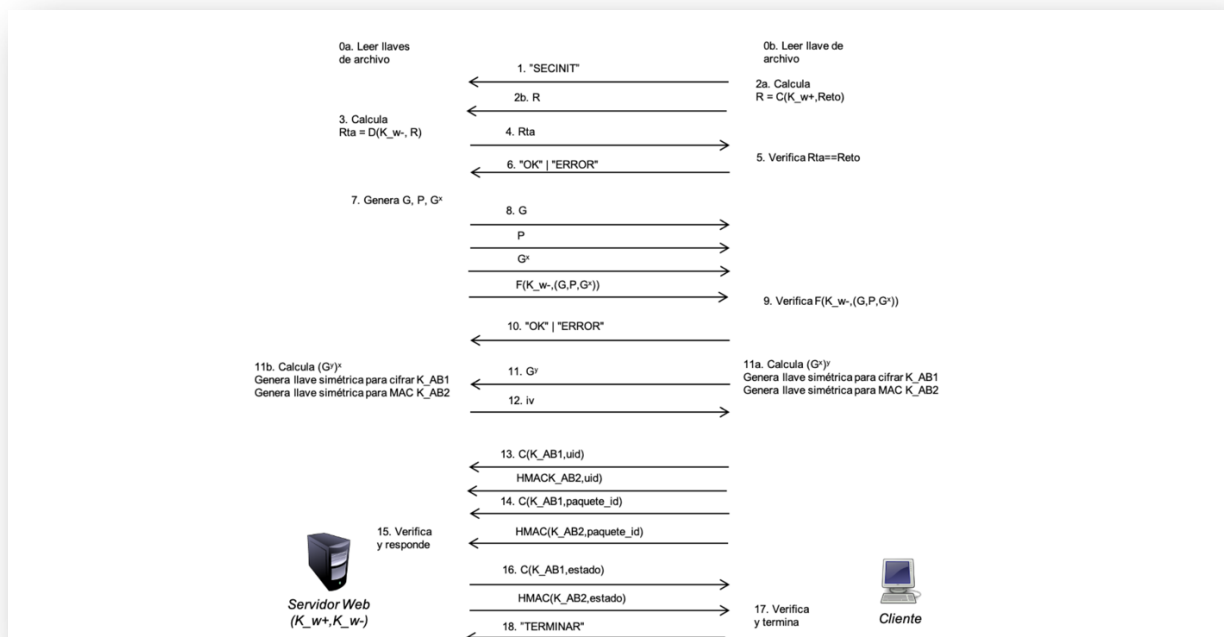 0a. Leer llaves
de archivo
0b. Leer llave de
archivo
1. "SECINIT"
2a. Calcula
R = C(K_w+,Reto)
2b. R
3. Calcula
Rta = D(K_w-, R)
4. Rta
5. Verifica Rta==Reto
6. "OK" | "ERROR"
7. Genera G, P, Gˣ
8. G
P
Gˣ
F(K_w-,(G,P,Gˣ))
9. Verifica F(K_w-,(G,P,Gˣ))
10. "OK" | "ERROR"
11b. Calcula (Gʸ)ˣ
Genera llave simétrica para cifrar K_AB1
Genera llave simétrica para MAC K_AB2
11. Gʸ
11a. Calcula (Gˣ)ʸ
Genera llave simétrica para cifrar K_AB1
Genera llave simétrica para MAC K_AB2
12. iv
13. C(K_AB1,uid)
HMACK_AB2,uid)
14. C(K_AB1,paquete_id)
HMAC(K_AB2,paquete_id)
15. Verifica
y responde
16. C(K_AB1,estado)
HMAC(K_AB2,estado)
17. Verifica
y termina
18. "TERMINAR"
Servidor Web
(K_w+,K_w-)
Cliente